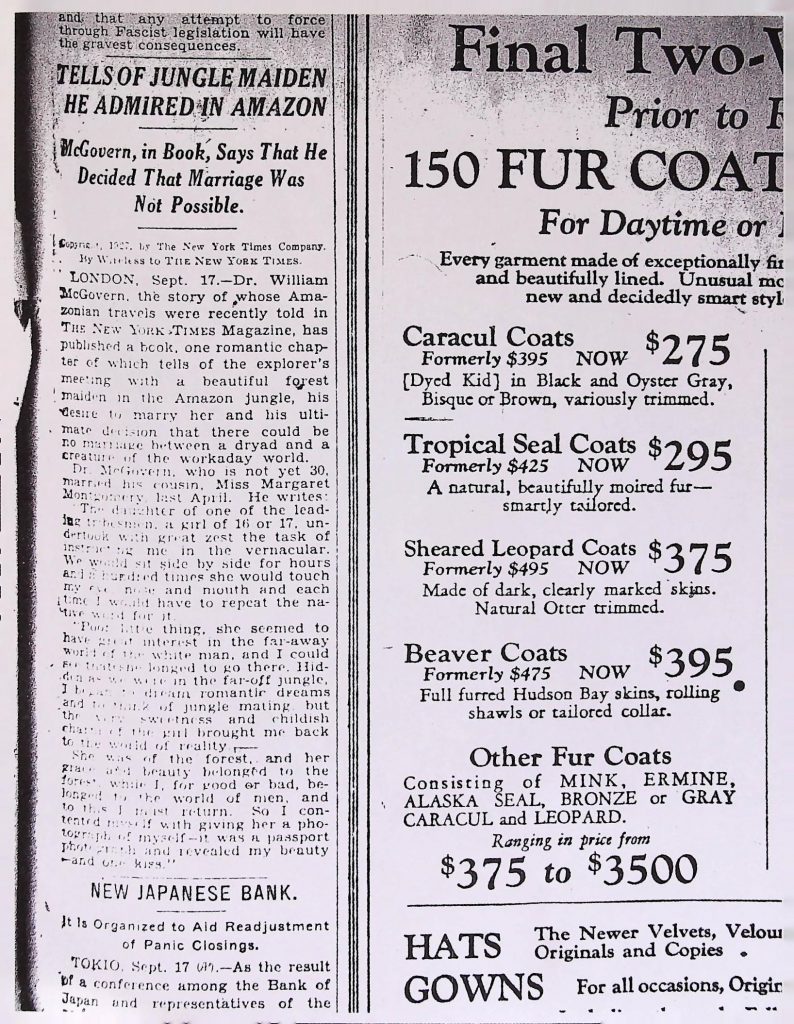 and that any attempt to force
through Fascist legislation will have
the gravest consequences.
TELLS OF JUNGLE MAIDEN
HE ADMIRED IN AMAZON
McGovern, in Book, Says That He
Decided That Marriage Was
Not Possible.
Copyright, 1927, by The New York Times Company.
By Wireless to THE NEW YORK TIMES.
LONDON, Sept. 17.—Dr. William
McGovern, the story of whose Ama-
zonian travels were recently told in
THE NEW YORK TIMES Magazine, has
published a book, one romantic chap-
ter of which tells of the explorer's
meeting with a beautiful forest
maiden in the Amazon jungle, his
desire to marry her and his ulti-
mate decision that there could be
no marriage between a dryad and a
creature of the workaday world.
Dr. McGovern, who is not yet 30,
married his cousin, Miss Margaret
Montgomery, last April. He writes:
"The daughter of one of the lead-
ing tribesmen, a girl of 16 or 17, un-
dertook with great zest the task of
instructing me in the vernacular.
We would sit side by side for hours
and a hundred times she would touch
my eye, nose and mouth and each
time I would have to repeat the na-
tive word for it.
"Poor little thing, she seemed to
have great interest in the far-away
world of the white man, and I could
see that she longed to go there. Hid-
den as we were in the far-off jungle,
I began to dream romantic dreams
and to think of jungle mating, but
the very sweetness and childish
charm of the girl brought me back
to the world of reality.
"She was of the forest, and her
grace and beauty belonged to the
forest, while I, for good or bad, be-
longed to the world of men, and
to this I must return. So I con-
tented myself with giving her a pho-
tograph of myself—it was a passport
photograph and revealed my beauty
—and one kiss."
NEW JAPANESE BANK.
It Is Organized to Aid Readjustment
of Panic Closings.
TOKIO, Sept. 17 (AP).—As the result
of a conference among the Bank of
Japan and representatives of the
Final Two-
Prior to
150 FUR COAT
For Daytime or
Every garment made of exceptionally
and beautifully lined. Unusual
new and decidedly smart
Caracul Coats
Formerly $395 NOW $275
[Dyed Kid] in Black and Oyster Gray,
Bisque or Brown, variously trimmed.
Tropical Seal Coats
Formerly $425 NOW $295
A natural, beautifully moired fur—
smartly tailored.
Sheared Leopard Coats
Formerly $495 NOW $375
Made of dark, clearly marked skins.
Natural Otter trimmed.
Beaver Coats
Formerly $475 NOW $395
Full furred Hudson Bay skins, rolling
shawls or tailored collar.
Other Fur Coats
Consisting of MINK, ERMINE,
ALASKA SEAL, BRONZE or GRAY
CARACUL and LEOPARD.
Ranging in price from
$375 to $3500
HATS The Newer Velvets,
Originals and Copies
GOWNS For all occasions,